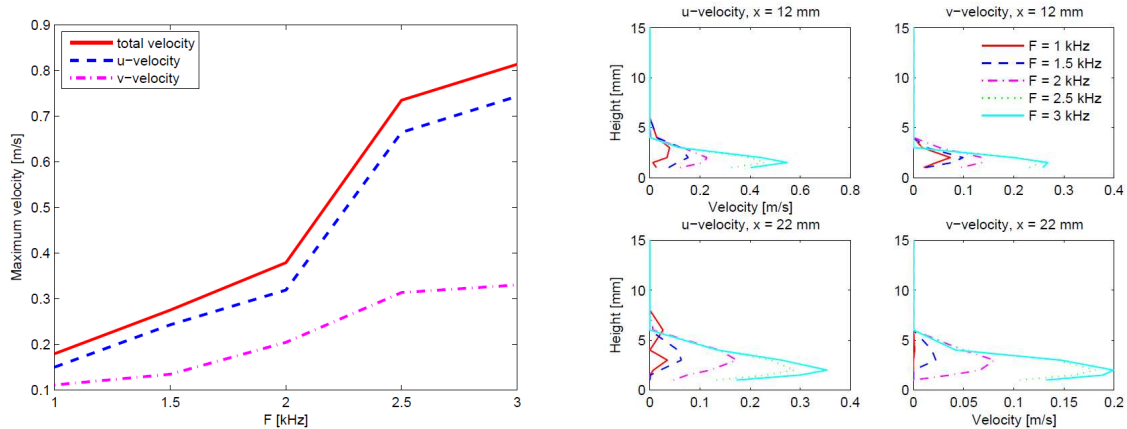 0.9
0.8
0.7
0.6
0.5
0.4
0.3
0.2
0.1
Maximum velocity [m/s]
total velocity
u−velocity
v−velocity
1 1.5 2 2.5 3
F [kHz]
u−velocity, x = 12 mm
15
10
5
0
Height [mm]
0 0.2 0.4 0.6 0.8
Velocity [m/s]
v−velocity, x = 12 mm
F = 1 kHz
F = 1.5 kHz
F = 2 kHz
F = 2.5 kHz
F = 3 kHz
15
10
5
0
Height [mm]
0 0.1 0.2 0.3 0.4
u−velocity, x = 22 mm
15
10
5
0
Height [mm]
0 0.2 0.4 0.6
v−velocity, x = 22 mm
15
10
5
0
0 0.05 0.1 0.15 0.2
Velocity [m/s]